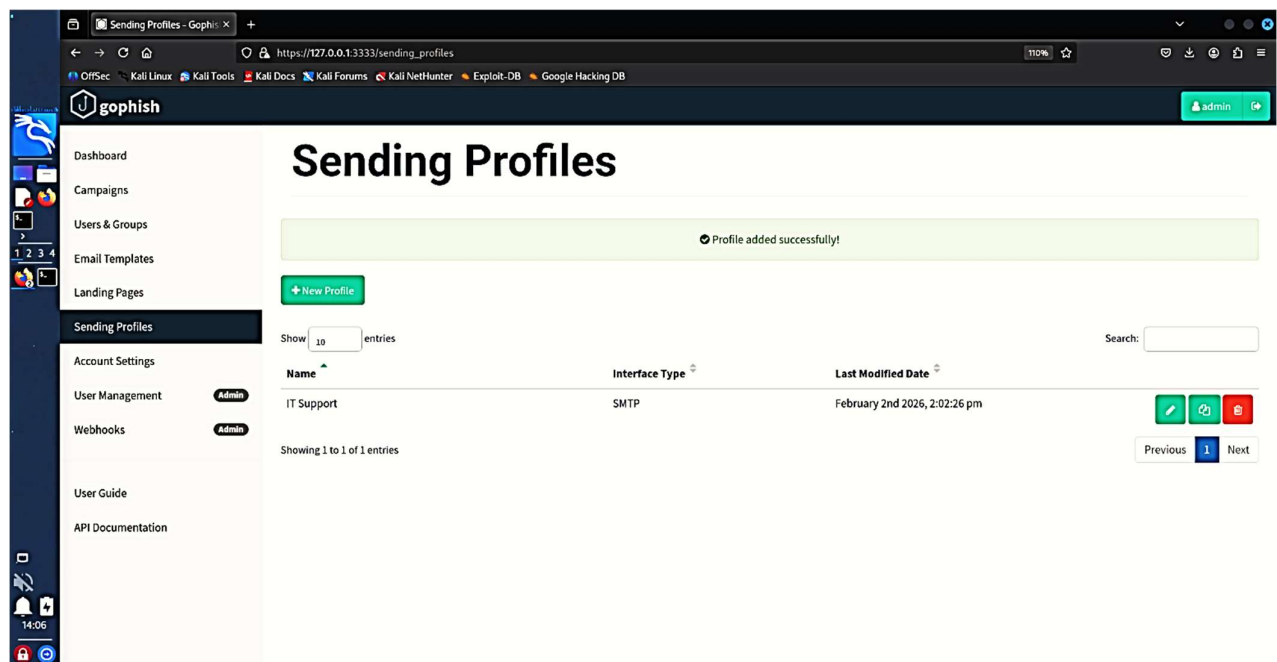 Sending Profiles - Gophis
https://127.0.0.1:3333/sending_profiles
110%
OffSec Kali Linux Kali Tools Kali Docs Kali Forums Kali NetHunter Exploit-DB Google Hacking DB
gophish
admin
Dashboard
Campaigns
Users & Groups
Email Templates
Landing Pages
Sending Profiles
Account Settings
User Management Admin
Webhooks Admin
User Guide
API Documentation
Sending Profiles
Profile added successfully!
+ New Profile
Show 10 entries
Search:
Name Interface Type Last Modified Date
IT Support SMTP February 2nd 2026, 2:02:26 pm
Showing 1 to 1 of 1 entries
Previous 1 Next
1 2 3 4
14:06